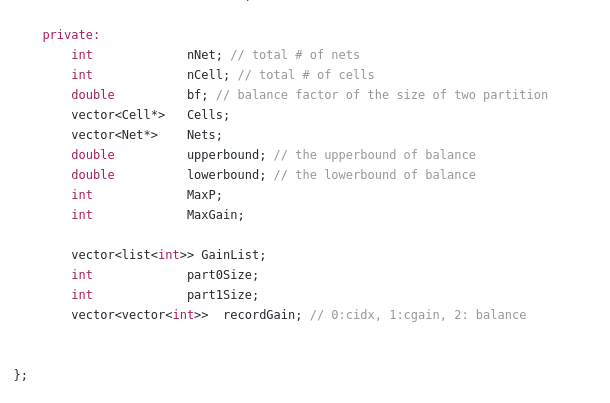 private:
int nNet; // total # of nets
int nCell; // total # of cells
double bf; // balance factor of the size of two partition
vector<Cell*> Cells;
vector<Net*> Nets;
double upperbound; // the upperbound of balance
double lowerbound; // the lowerbound of balance
int MaxP;
int MaxGain;
vector<list<int>> GainList;
int part0Size;
int part1Size;
vector<vector<int>> recordGain; // 0:cidx, 1:cgain, 2: balance
};